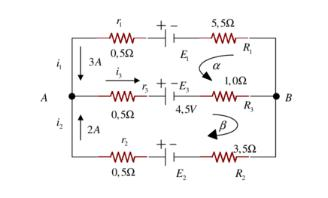 r₁ + - 5,5Ω
0,5Ω E₁ R₁
i₁ 3A α
i₃ r₃ + - E₃ 1,0Ω
A B
0,5Ω 4,5V R₃
i₂ 2A β
r₂ + - 3,5Ω
0,5Ω E₂ R₂